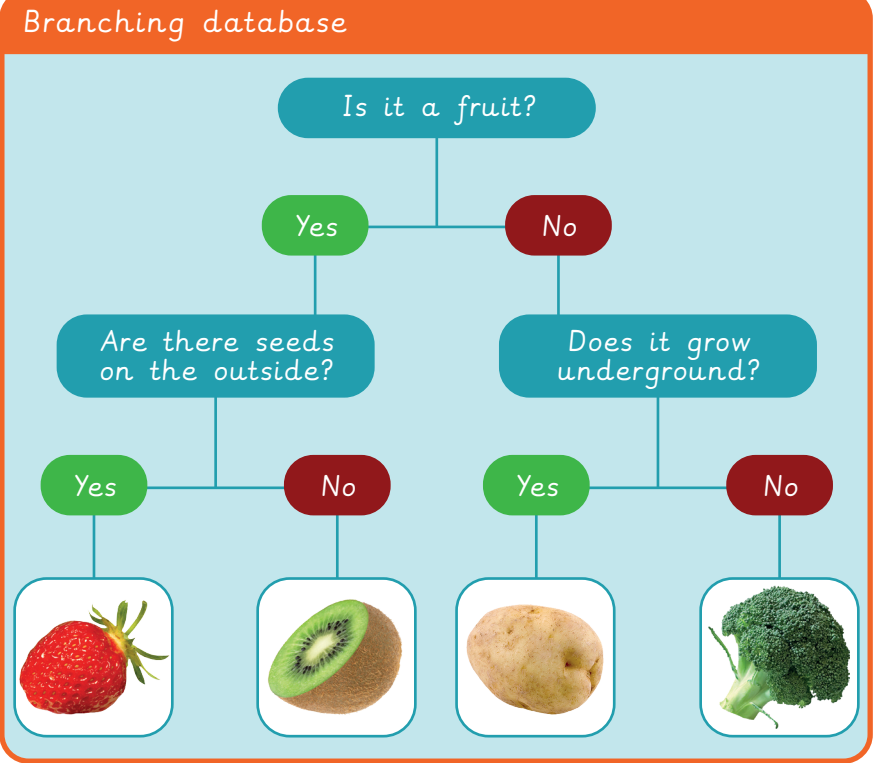 Branching database
Is it a fruit?
Yes
No
Are there seeds
on the outside?
Does it grow
underground?
Yes
No
Yes
No